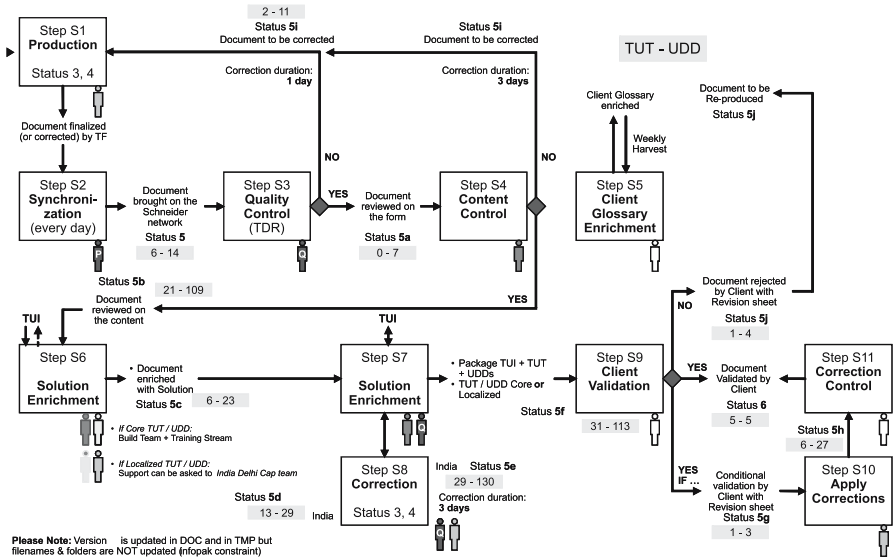 2 - 11
Status 5i
Document to be corrected
Status 5i
Document to be corrected
TUT - UDD
Step S1
Production
Status 3, 4
Correction duration:
1 day
Correction duration:
3 days
Client Glossary
enriched
Weekly
Harvest
Document to be
Re-produced
Status 5j
Document finalized
(or corrected) by TF
NO
NO
Step S2
Synchroni-
zation
(every day)
Document
brought on the
Schneider
network
Status 5
6 - 14
Step S3
Quality
Control
(TDR)
YES
Document
reviewed on
the form
Status 5a
0 - 7
Step S4
Content
Control
Step S5
Client
Glossary
Enrichment
P
Q
Status 5b
21 - 109
Document
reviewed on
the content
YES
NO
Document rejected
by Client with
Revision sheet
Status 5j
1 - 4
TUI
TUI
Step S6
Solution
Enrichment
• Document
enriched
with Solution
Status 5c
6 - 23
Step S7
Solution
Enrichment
• Package TUI + TUT
+ UDDs
• TUT / UDD Core or
Localized
Status 5f
Step S9
Client
Validation
31 - 113
YES
Document
Validated by
Client
Status 6
5 - 5
Step S11
Correction
Control
Status 5h
6 - 27
• If Core TUT / UDD:
Build Team + Training Stream
Q
• If Localized TUT / UDD:
Support can be asked to India Delhi Cap team
Status 5d
13 - 29
India
Step S8
Correction
Status 3, 4
India
Status 5e
29 - 130
Correction duration:
3 days
Q
YES
IF ...
Conditional
validation by
Client with
Revision sheet
Status 5g
1 - 3
Step S10
Apply
Corrections
Please Note: Version is updated in DOC and in TMP but
filenames & folders are NOT updated (infopak constraint)